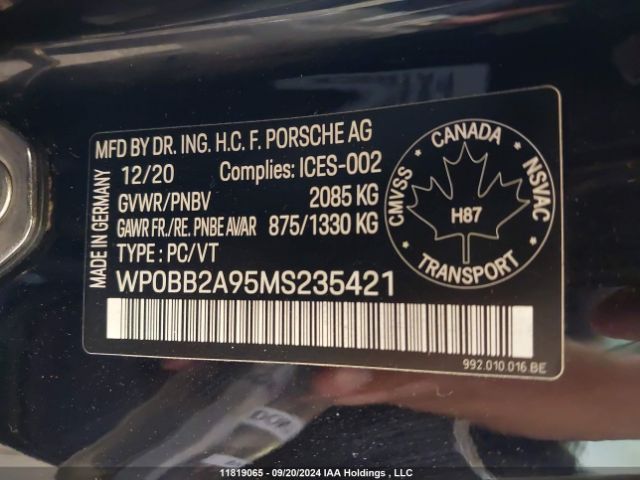 MFD BY DR. ING. H.C. F. PORSCHE AG
MADE IN GERMANY
12/20 Complies: ICES-002
GVWR/PNBV 2085 KG
GAWR FR./RE. PNBE AV/AR 875/1330 KG
TYPE : PC/VT
WP0BB2A95MS235421
CANADA
CMVSS
NSVAC
H87
TRANSPORT
992.010.016 BE
11819065 - 09/20/2024 IAA Holdings , LLC